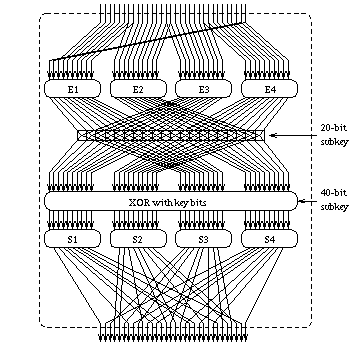 E1 E2 E3 E4
20-bit
subkey
40-bit
subkey
XOR with key bits
S1 S2 S3 S4